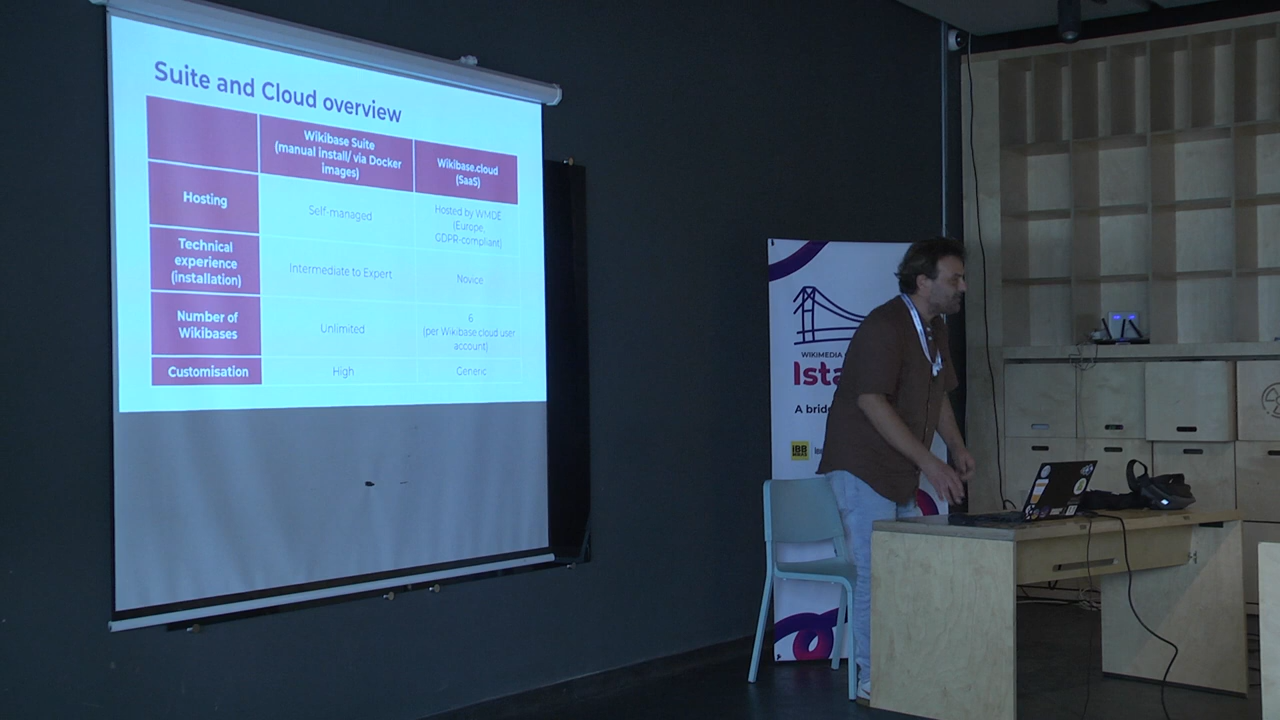 Suite and Cloud overview
Wikibase Suite
(manual install/ via Docker
images)
Wikibase.cloud
(SaaS)
Hosting
Self-managed
Hosted by WMDE
(Europe,
GDPR-compliant)
Technical
experience
(installation)
Intermediate to Expert
Novice
Number of
Wikibases
Unlimited
6
(per Wikibase.cloud user
account)
Customisation
High
Generic
WIKIMEDIA
Ista
A brid